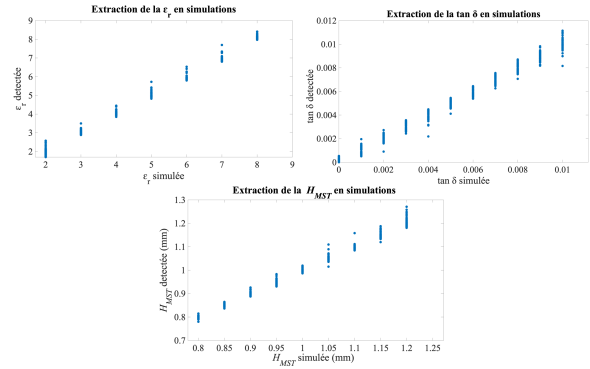 Extraction de la ε_r en simulations
9
8
7
6
5
4
3
2
ε_r detectée
2 3 4 5 6 7 8 9
ε_r simulée
Extraction de la tan δ en simulations
0.012
0.01
0.008
0.006
0.004
0.002
0
tan δ détectée
0 0.002 0.004 0.006 0.008 0.01
tan δ simulée
Extraction de la H_MST en simulations
1.3
1.2
1.1
1
0.9
0.8
0.7
H_MST détectée (mm)
0.8 0.85 0.9 0.95 1 1.05 1.1 1.15 1.2 1.25
H_MST simulée (mm)